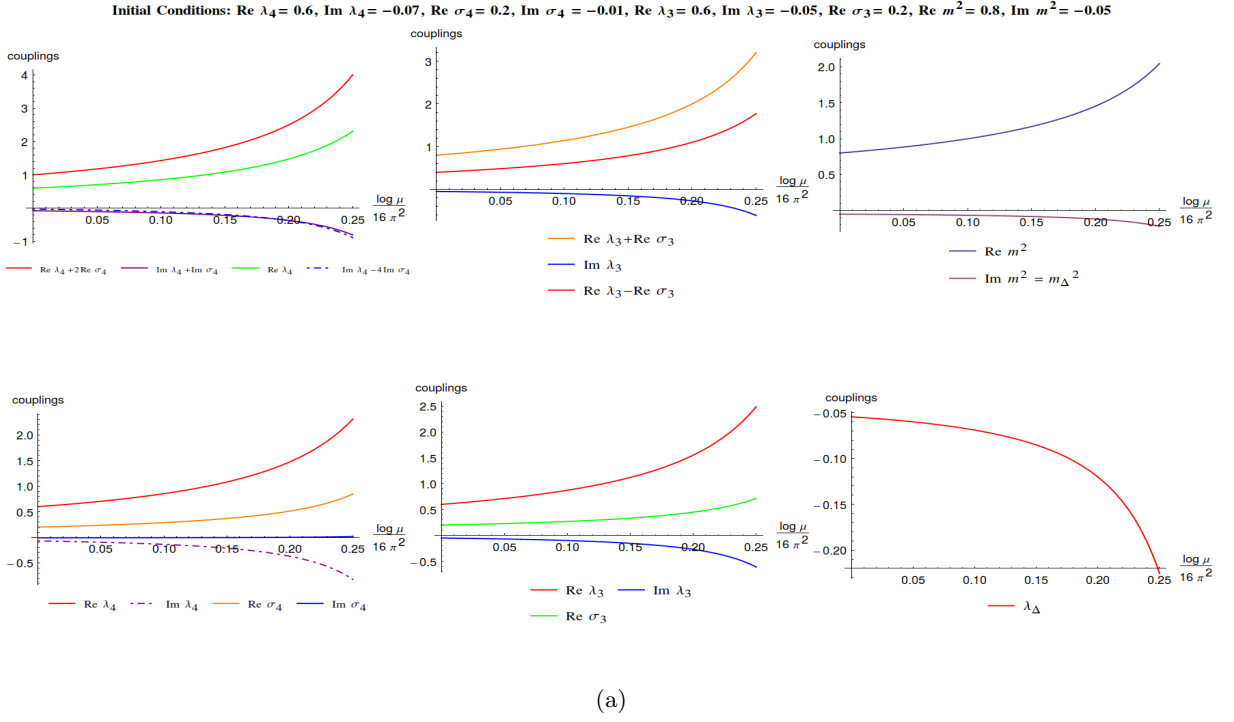 Initial Conditions: Re λ₄= 0.6, Im λ₄= −0.07, Re σ₄= 0.2, Im σ₄ = −0.01, Re λ₃= 0.6, Im λ₃= −0.05, Re σ₃= 0.2, Re m²= 0.8, Im m²= −0.05
couplings
4
3
2
1
−1
0.05 0.10 0.15 0.20 0.25
log μ
16 π²
Re λ₄+2Re σ₄ Im λ₄+Im σ₄ Re λ₄ Im λ₄−4Im σ₄
couplings
3
2
1
0.05 0.10 0.15 0.20 0.25
log μ
16 π²
Re λ₃+Re σ₃
Im λ₃
Re λ₃−Re σ₃
couplings
2.0
1.5
1.0
0.5
0.05 0.10 0.15 0.20 0.25
log μ
16 π²
Re m²
Im m² = m_Δ²
couplings
2.0
1.5
1.0
0.5
−0.5
0.05 0.10 0.15 0.20 0.25
log μ
16 π²
Re λ₄ Im λ₄ Re σ₄ Im σ₄
couplings
2.5
2.0
1.5
1.0
0.5
−0.5
0.05 0.10 0.15 0.20 0.25
log μ
16 π²
Re λ₃ Im λ₃
Re σ₃
couplings
−0.05
−0.10
−0.15
−0.20
0.05 0.10 0.15 0.20 0.25
log μ
16 π²
λ_Δ
(a)